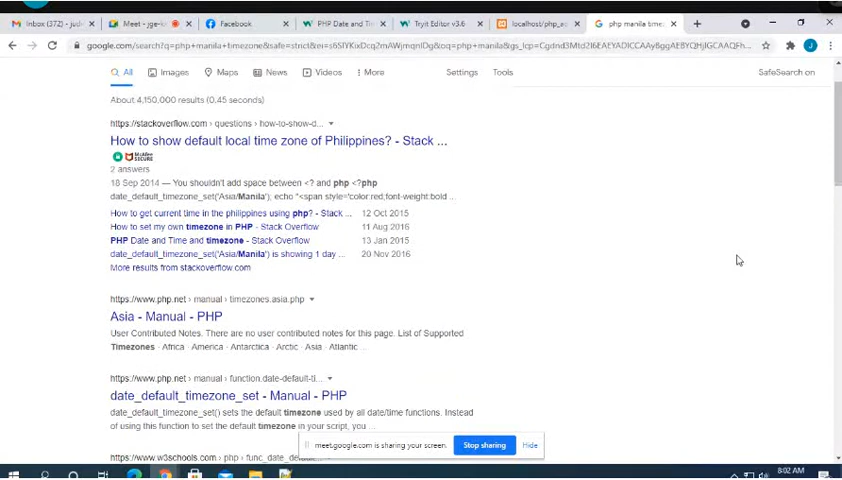 Inbox (372) - jud
Meet - jge-k
Facebook
PHP Date and Tim
Tryit Editor v3.6
localhost/php_a
php manila time
google.com/search?q=php+manila+timezone&safe=strict&ei=
All
Images
Maps
News
Videos
More
Settings
Tools
SafeSearch on
About 4,150,000 results (0.45 seconds)
https://stackoverflow.com › questions › how-to-show-d...
How to show default local time zone of Philippines? - Stack ...
McAfee
SECURE
2 answers
18 Sep 2014 — You shouldn't add space between <? and php <?php
date_default_timezone_set('Asia/Manila'); echo "<span style='color:red;font-weight:bold ...
How to get current time in the philippines using php? - Stack ... 12 Oct 2015
How to set my own timezone in PHP - Stack Overflow 11 Aug 2016
PHP Date and Time and timezone - Stack Overflow 13 Jan 2015
date_default_timezone_set('Asia/Manila') is showing 1 day ... 20 Nov 2016
More results from stackoverflow.com
https://www.php.net › manual › timezones.asia.php
Asia - Manual - PHP
User Contributed Notes. There are no user contributed notes for this page. List of Supported
Timezones · Africa · America · Antarctica · Arctic · Asia · Atlantic ...
https://www.php.net › manual › function.date-default-ti...
date_default_timezone_set - Manual - PHP
date_default_timezone_set() sets the default timezone used by all date/time functions. Instead
of using this function to set the default timezone in your script, you ...
meet.google.com is sharing your screen.
Stop sharing
Hide
https://www.w3schools.com › php › func_date_default...
8:02 AM